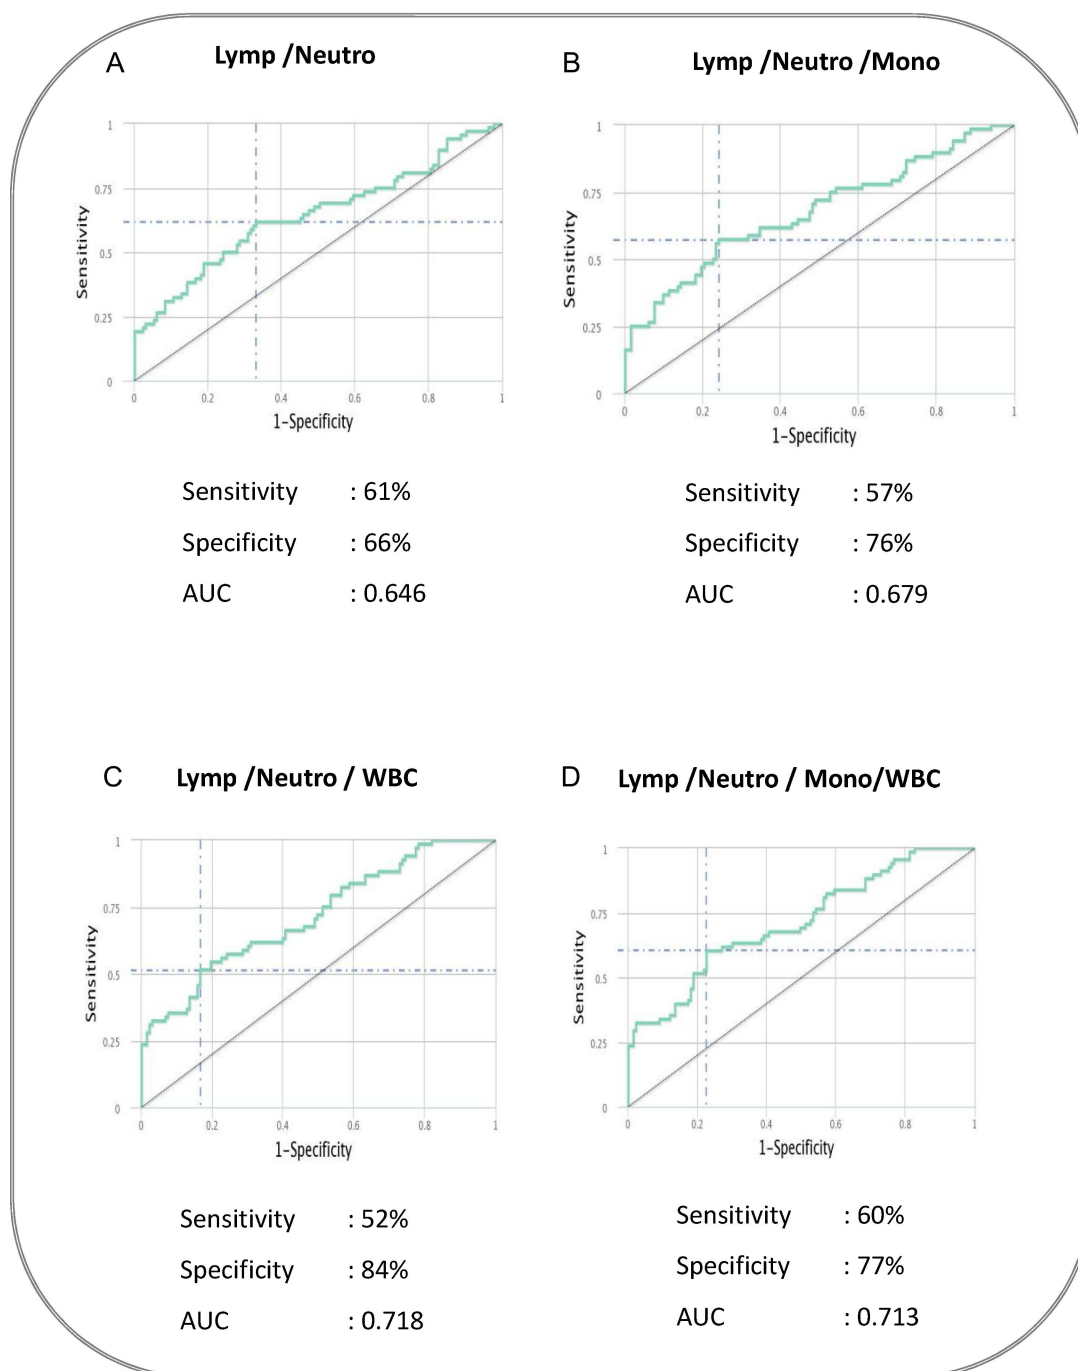 A
Lymp /Neutro
Sensitivity
1
0.75
0.5
0.25
0
0
0.2
0.4
0.6
0.8
1
1-Specificity
Sensitivity : 61%
Specificity : 66%
AUC : 0.646
B
Lymp /Neutro /Mono
Sensitivity
1
0.75
0.5
0.25
0
0
0.2
0.4
0.6
0.8
1
1-Specificity
Sensitivity : 57%
Specificity : 76%
AUC : 0.679
C
Lymp /Neutro / WBC
Sensitivity
1
0.75
0.5
0.25
0
0
0.2
0.4
0.6
0.8
1
1-Specificity
Sensitivity : 52%
Specificity : 84%
AUC : 0.718
D
Lymp /Neutro / Mono/WBC
Sensitivity
1
0.75
0.5
0.25
0
0
0.2
0.4
0.6
0.8
1
1-Specificity
Sensitivity : 60%
Specificity : 77%
AUC : 0.713